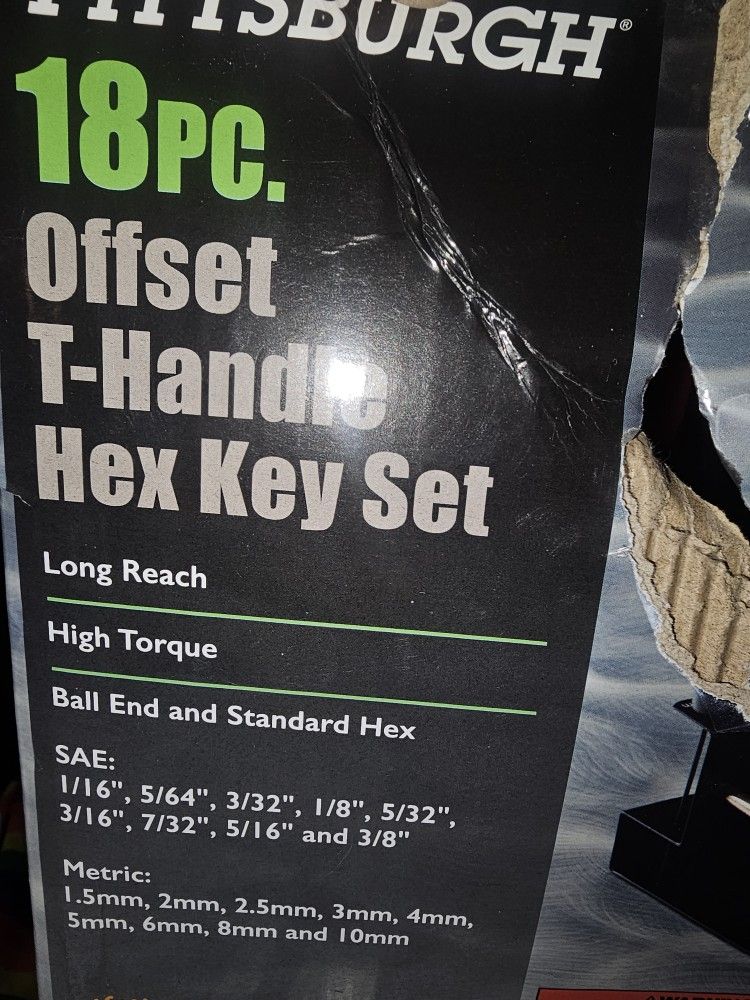 PITTSBURGH®
18PC.
Offset
T-Handle
Hex Key Set
Long Reach
High Torque
Ball End and Standard Hex
SAE:
1/16", 5/64", 3/32", 1/8", 5/32",
3/16", 7/32", 5/16" and 3/8"
Metric:
1.5mm, 2mm, 2.5mm, 3mm, 4mm,
5mm, 6mm, 8mm and 10mm